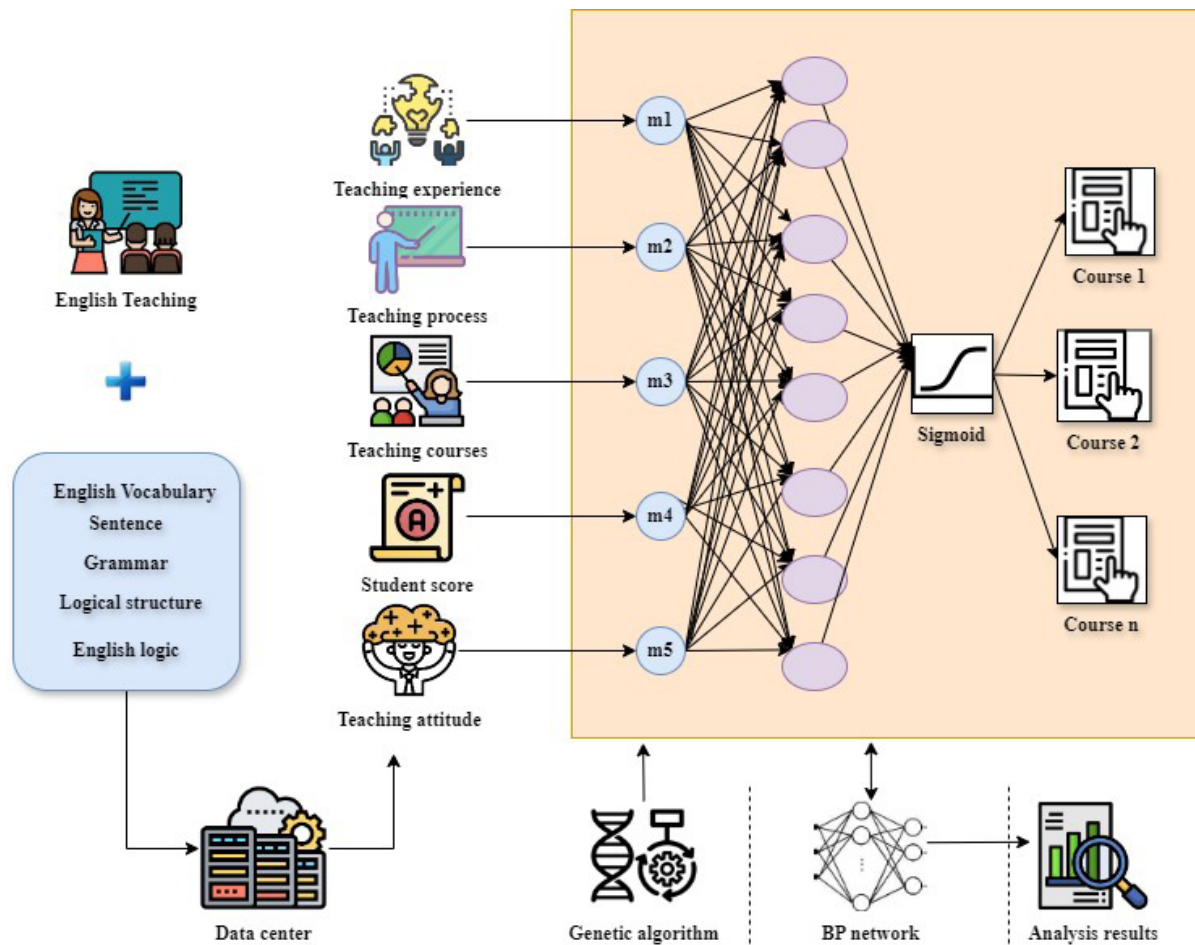 English Teaching
English Vocabulary
Sentence
Grammar
Logical structure
English logic
Data center
Teaching experience
Teaching process
Teaching courses
A
Student score
Teaching attitude
m1
m2
m3
m4
m5
Sigmoid
Course 1
Course 2
Course n
Genetic algorithm
BP network
Analysis results